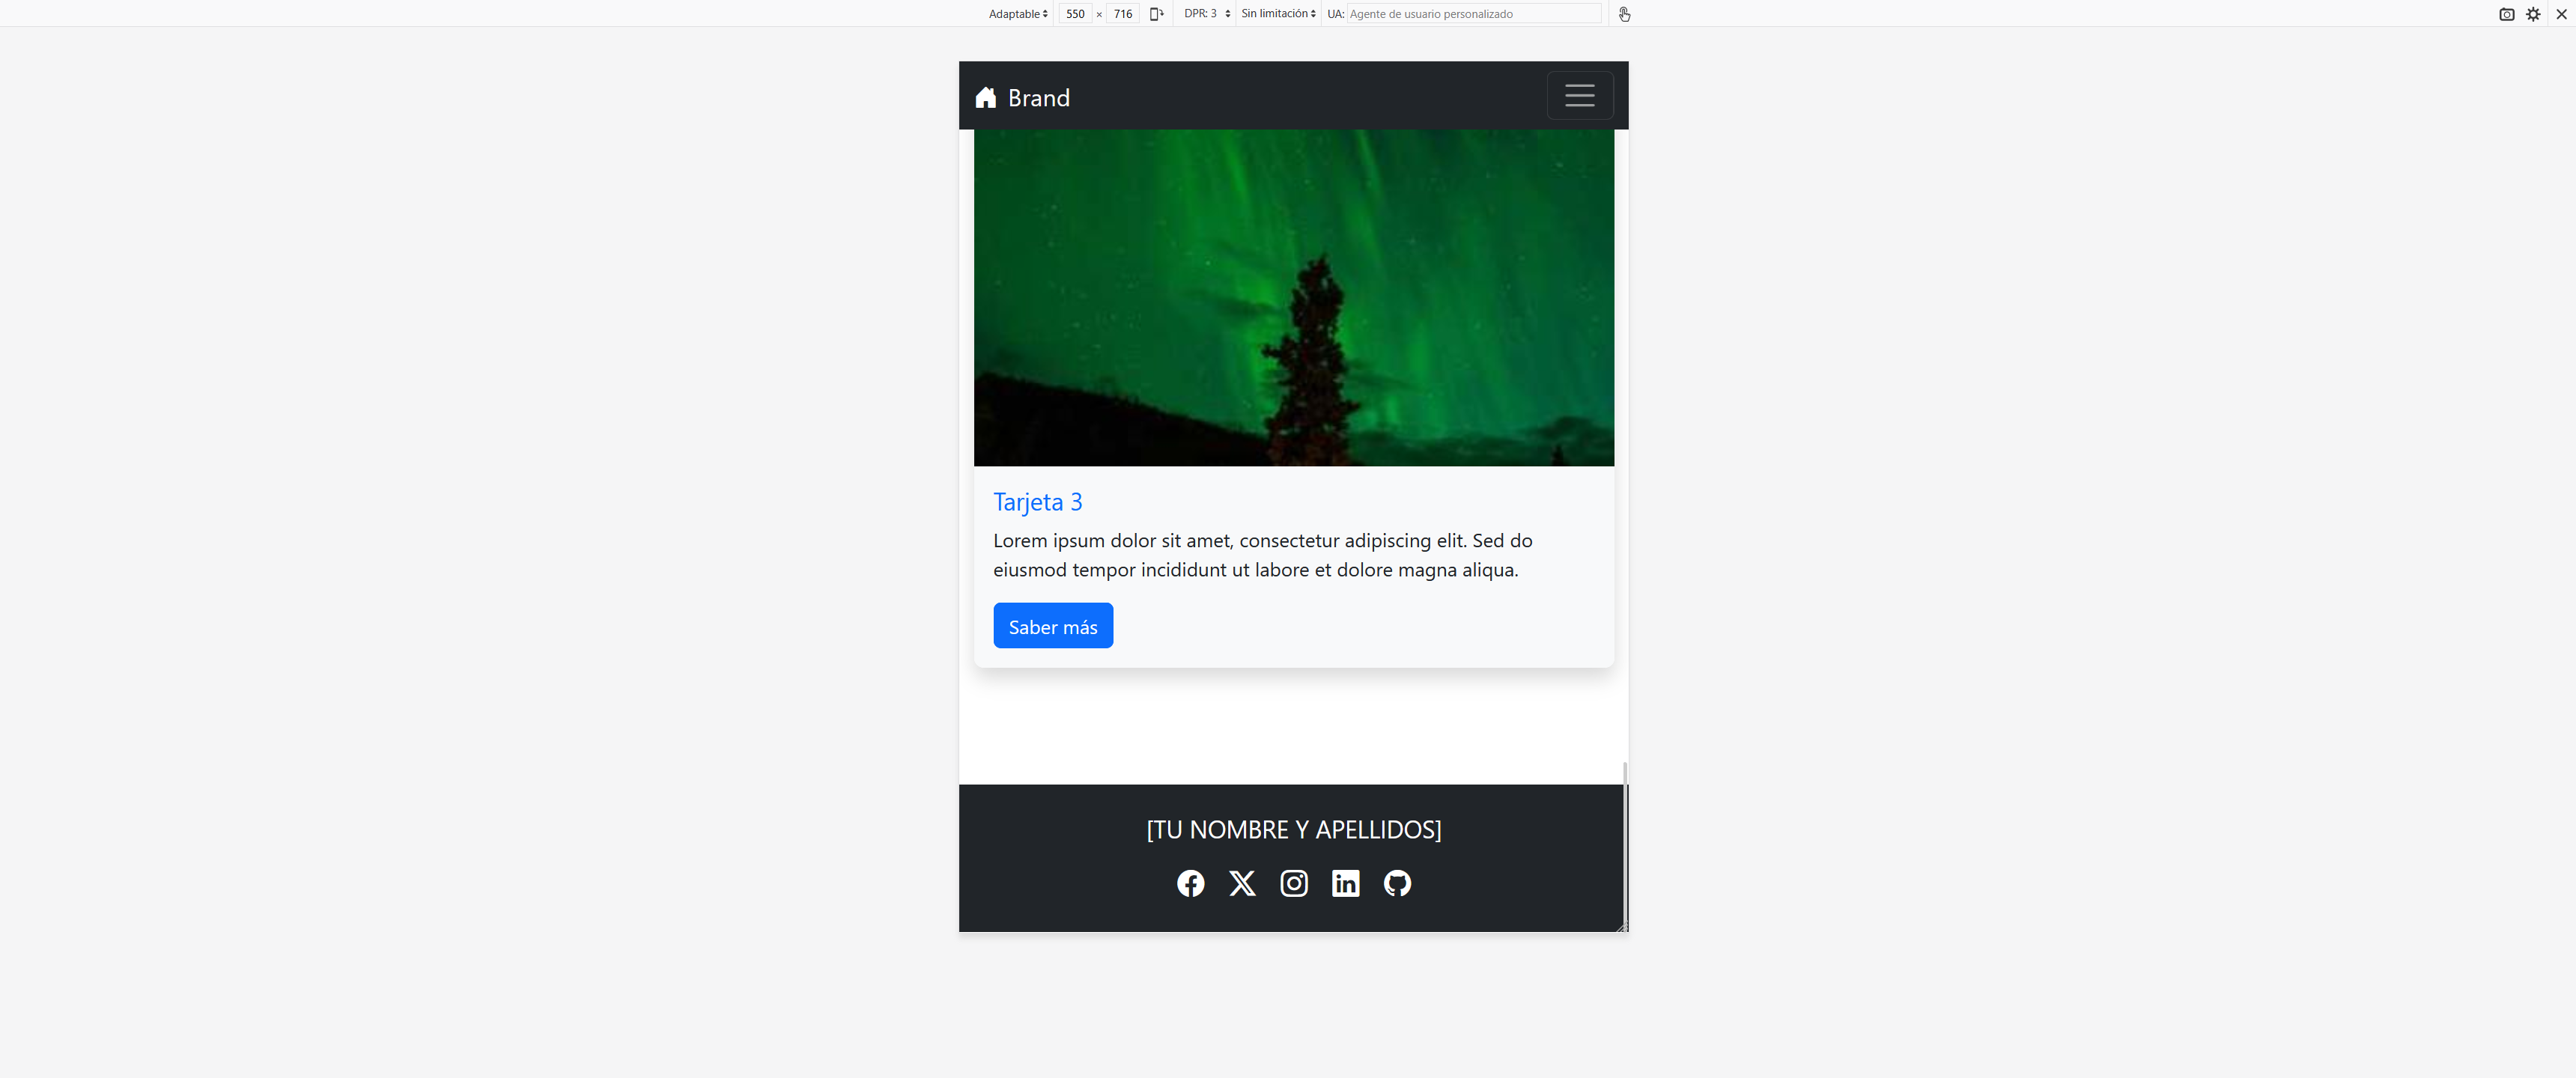 Adaptable 550 × 716 DPR: 3 Sin limitación UA: Agente de usuario personalizado
Brand
Tarjeta 3
Lorem ipsum dolor sit amet, consectetur adipiscing elit. Sed do
eiusmod tempor incididunt ut labore et dolore magna aliqua.
Saber más
[TU NOMBRE Y APELLIDOS]